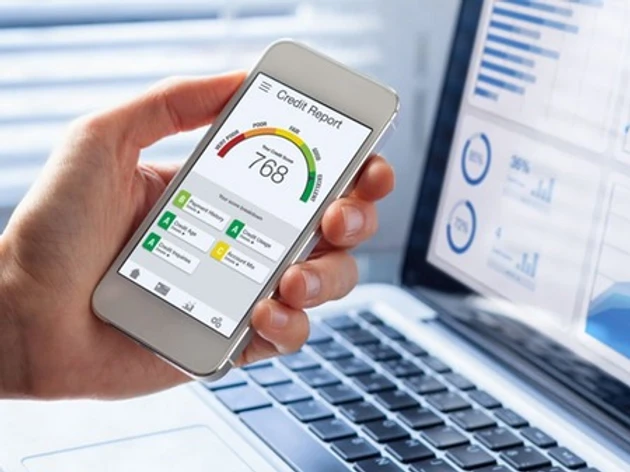 Credit Report
VERY POOR
POOR
FAIR
GOOD
EXCELLENT
Your Credit Score
768
Your score breakdown
B Payment History
A Credit Usage
A Credit Age
C Account Mix
A Credit Inquiries